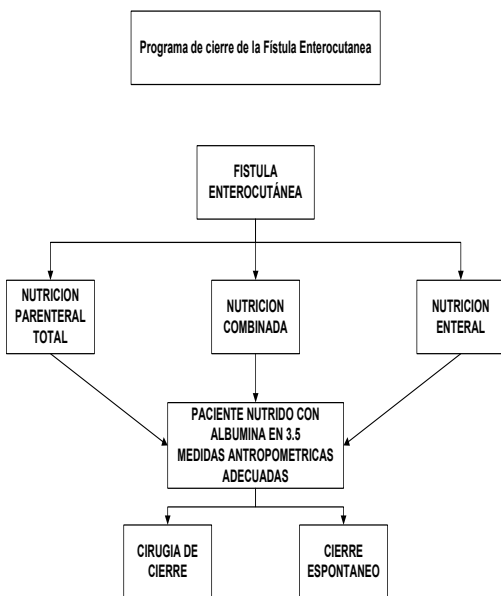 Programa de cierre de la Fístula Enterocutanea
FISTULA
ENTEROCUTÁNEA
NUTRICION
PARENTERAL
TOTAL
NUTRICION
COMBINADA
NUTRICION
ENTERAL
PACIENTE NUTRIDO CON
ALBUMINA EN 3.5
MEDIDAS ANTROPOMETRICAS
ADECUADAS
CIRUGIA DE
CIERRE
CIERRE
ESPONTANEO